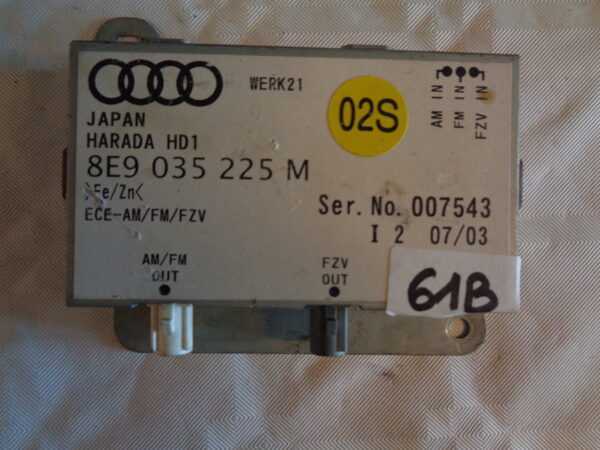 WERK21
02S
AM IN
FM IN
FZV IN
JAPAN
HARADA HD1
8E9 035 225 M
>Fe/Zn<
ECE-AM/FM/FZV
Ser. No. 007543
I 2 07/03
AM/FM
OUT
FZV
OUT
61B